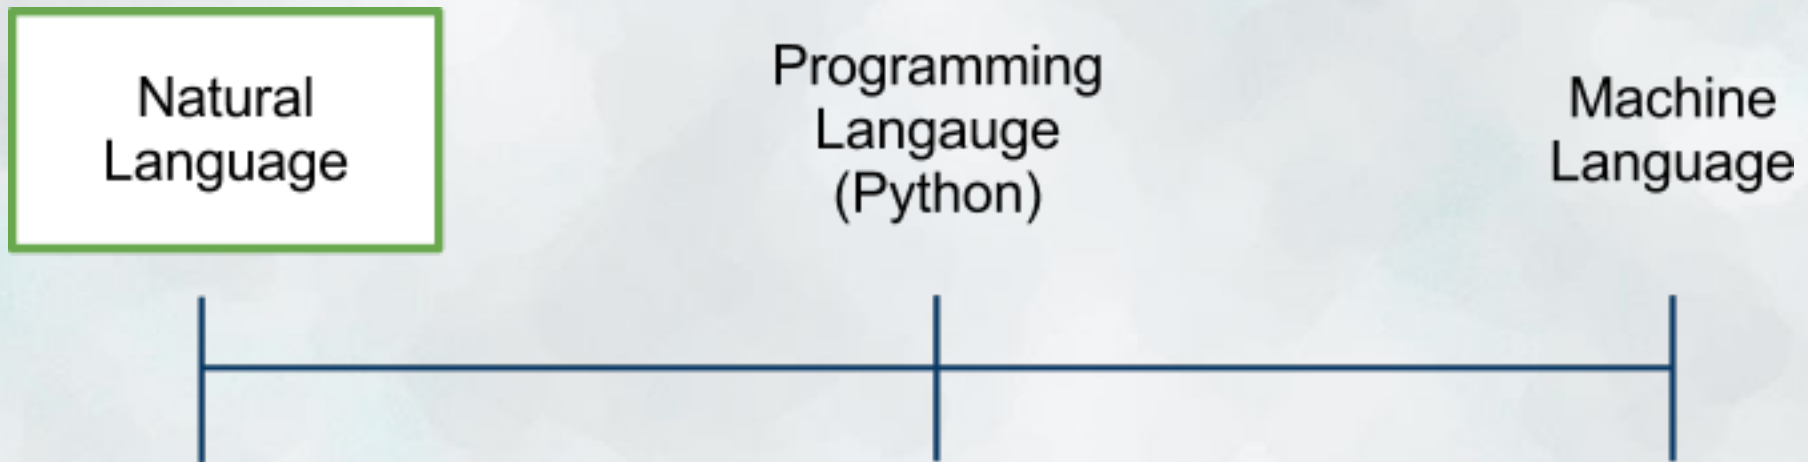 Natural
Language
Programming
Langauge
(Python)
Machine
Language